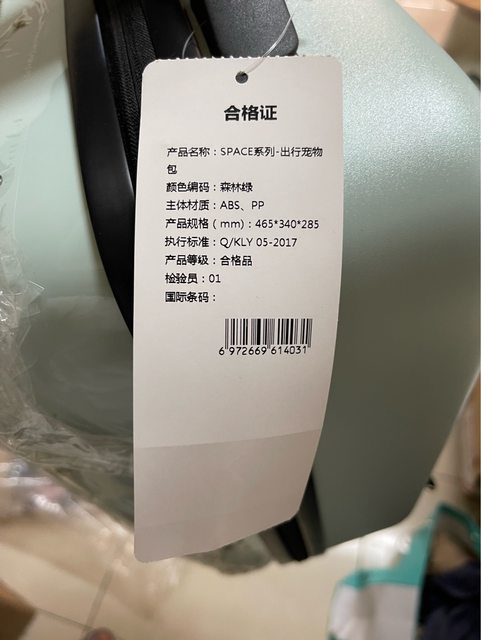 合格证
产品名称：SPACE系列-出行宠物
包
颜色编码：森林绿
主体材质：ABS、PP
产品规格（mm）：465*340*285
执行标准：Q/KLY 05-2017
产品等级：合格品
检验员：01
国际条码：
6 972669 614031